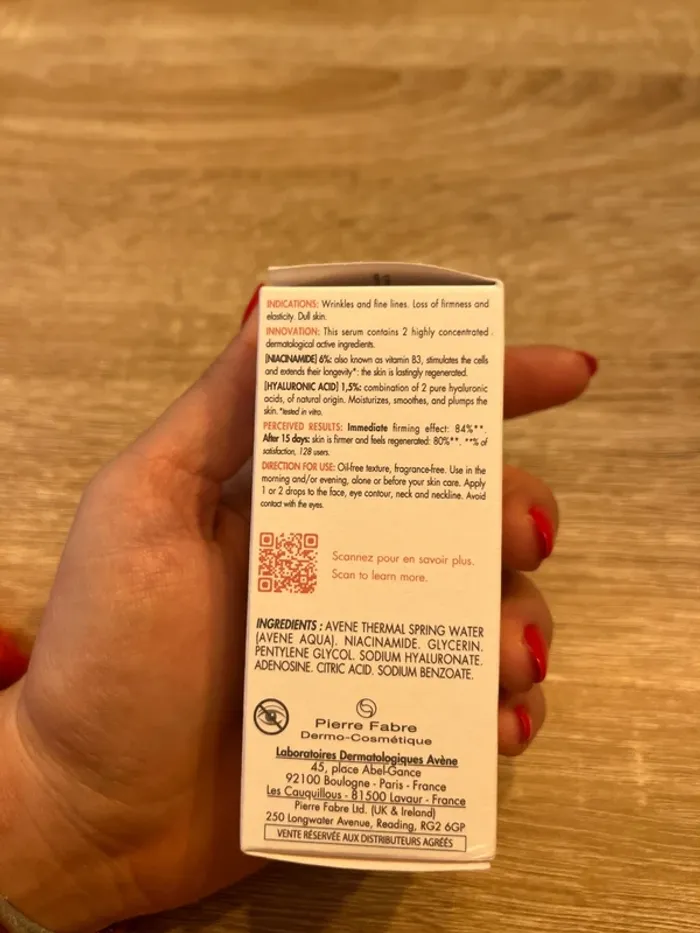 INDICATIONS: Wrinkles and fine lines. Loss of firmness and
elasticity. Dull skin.
INNOVATION: This serum contains 2 highly concentrated
dermatological active ingredients.
[NIACINAMIDE] 6%: also known as vitamin B3, stimulates the cells
and extends their longevity*: the skin is lastingly regenerated.
[HYALURONIC ACID] 1,5%: combination of 2 pure hyaluronic
acids, of natural origin. Moisturizes, smoothes, and plumps the
skin. *tested in vitro.
PERCEIVED RESULTS: Immediate firming effect: 84%**.
After 15 days: skin is firmer and feels regenerated: 80%**. **% of
satisfaction, 128 users.
DIRECTION FOR USE: Oil-free texture, fragrance-free. Use in the
morning and/or evening, alone or before your skin care. Apply
1 or 2 drops to the face, eye contour, neck and neckline. Avoid
contact with the eyes.
Scannez pour en savoir plus.
Scan to learn more.
INGREDIENTS : AVENE THERMAL SPRING WATER
(AVENE AQUA). NIACINAMIDE. GLYCERIN.
PENTYLENE GLYCOL. SODIUM HYALURONATE.
ADENOSINE. CITRIC ACID. SODIUM BENZOATE.
Pierre Fabre
Dermo-Cosmétique
Laboratoires Dermatologiques Avène
45, place Abel-Gance
92100 Boulogne - Paris - France
Les Cauquillous - 81500 Lavaur - France
Pierre Fabre Ltd. (UK & Ireland)
250 Longwater Avenue, Reading, RG2 6GP
VENTE RÉSERVÉE AUX DISTRIBUTEURS AGRÉÉS